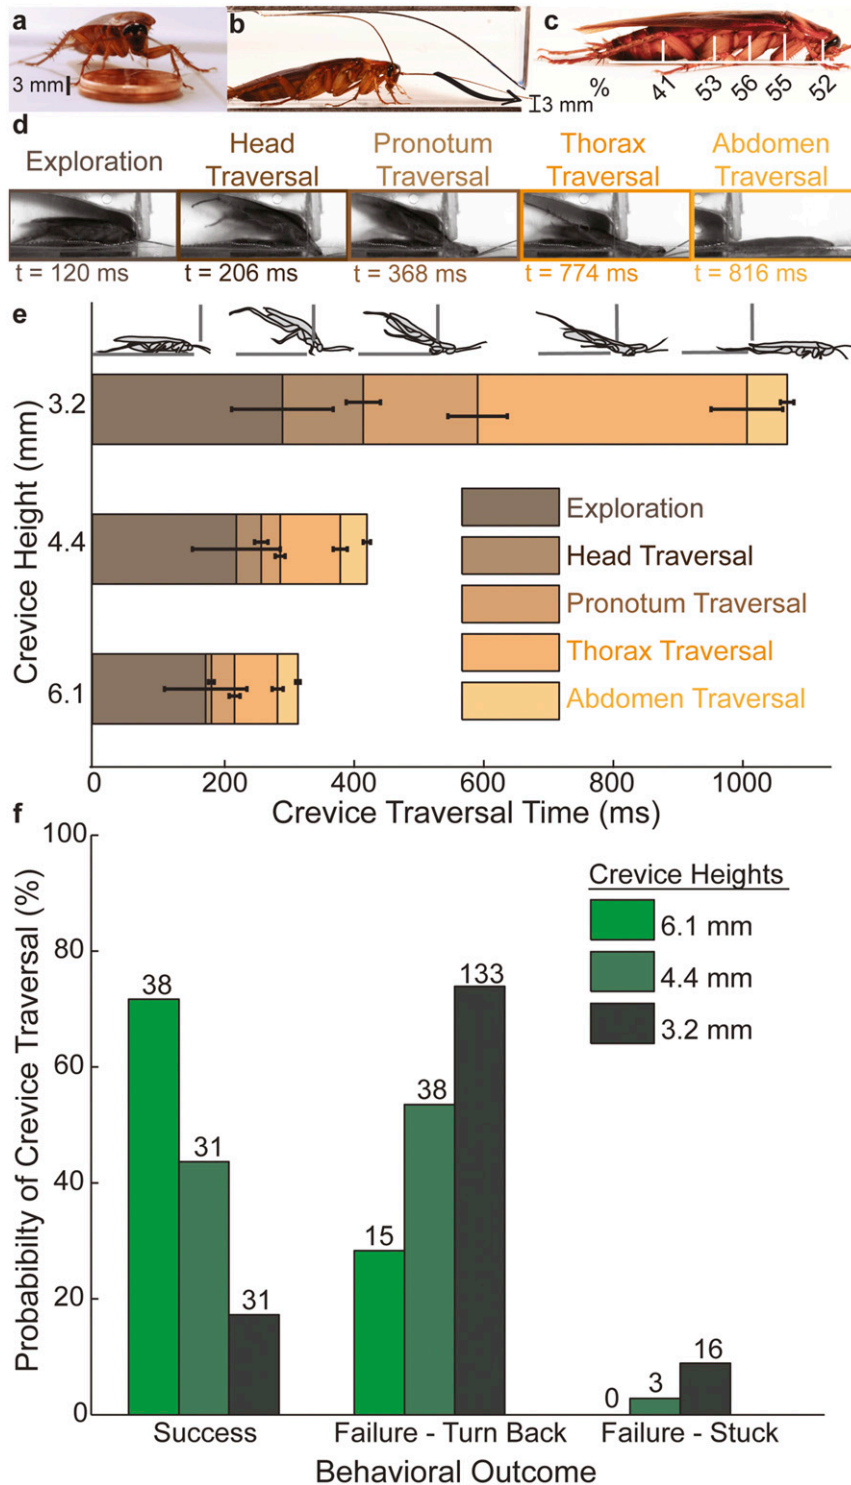 a
3 mm
b
3 mm
c
% 41 53 56 55 52
d
Exploration
Head
Traversal
Pronotum
Traversal
Thorax
Traversal
Abdomen
Traversal
t = 120 ms
t = 206 ms
t = 368 ms
t = 774 ms
t = 816 ms
e
Crevice Height (mm)
3.2
4.4
6.1
Exploration
Head Traversal
Pronotum Traversal
Thorax Traversal
Abdomen Traversal
0 200 400 600 800 1000
Crevice Traversal Time (ms)
f
Probabibilty of Crevice Traversal (%)
100
80
60
40
20
0
Crevice Heights
6.1 mm
4.4 mm
3.2 mm
38
31
31
15
38
133
0
3
16
Success
Failure - Turn Back
Failure - Stuck
Behavioral Outcome